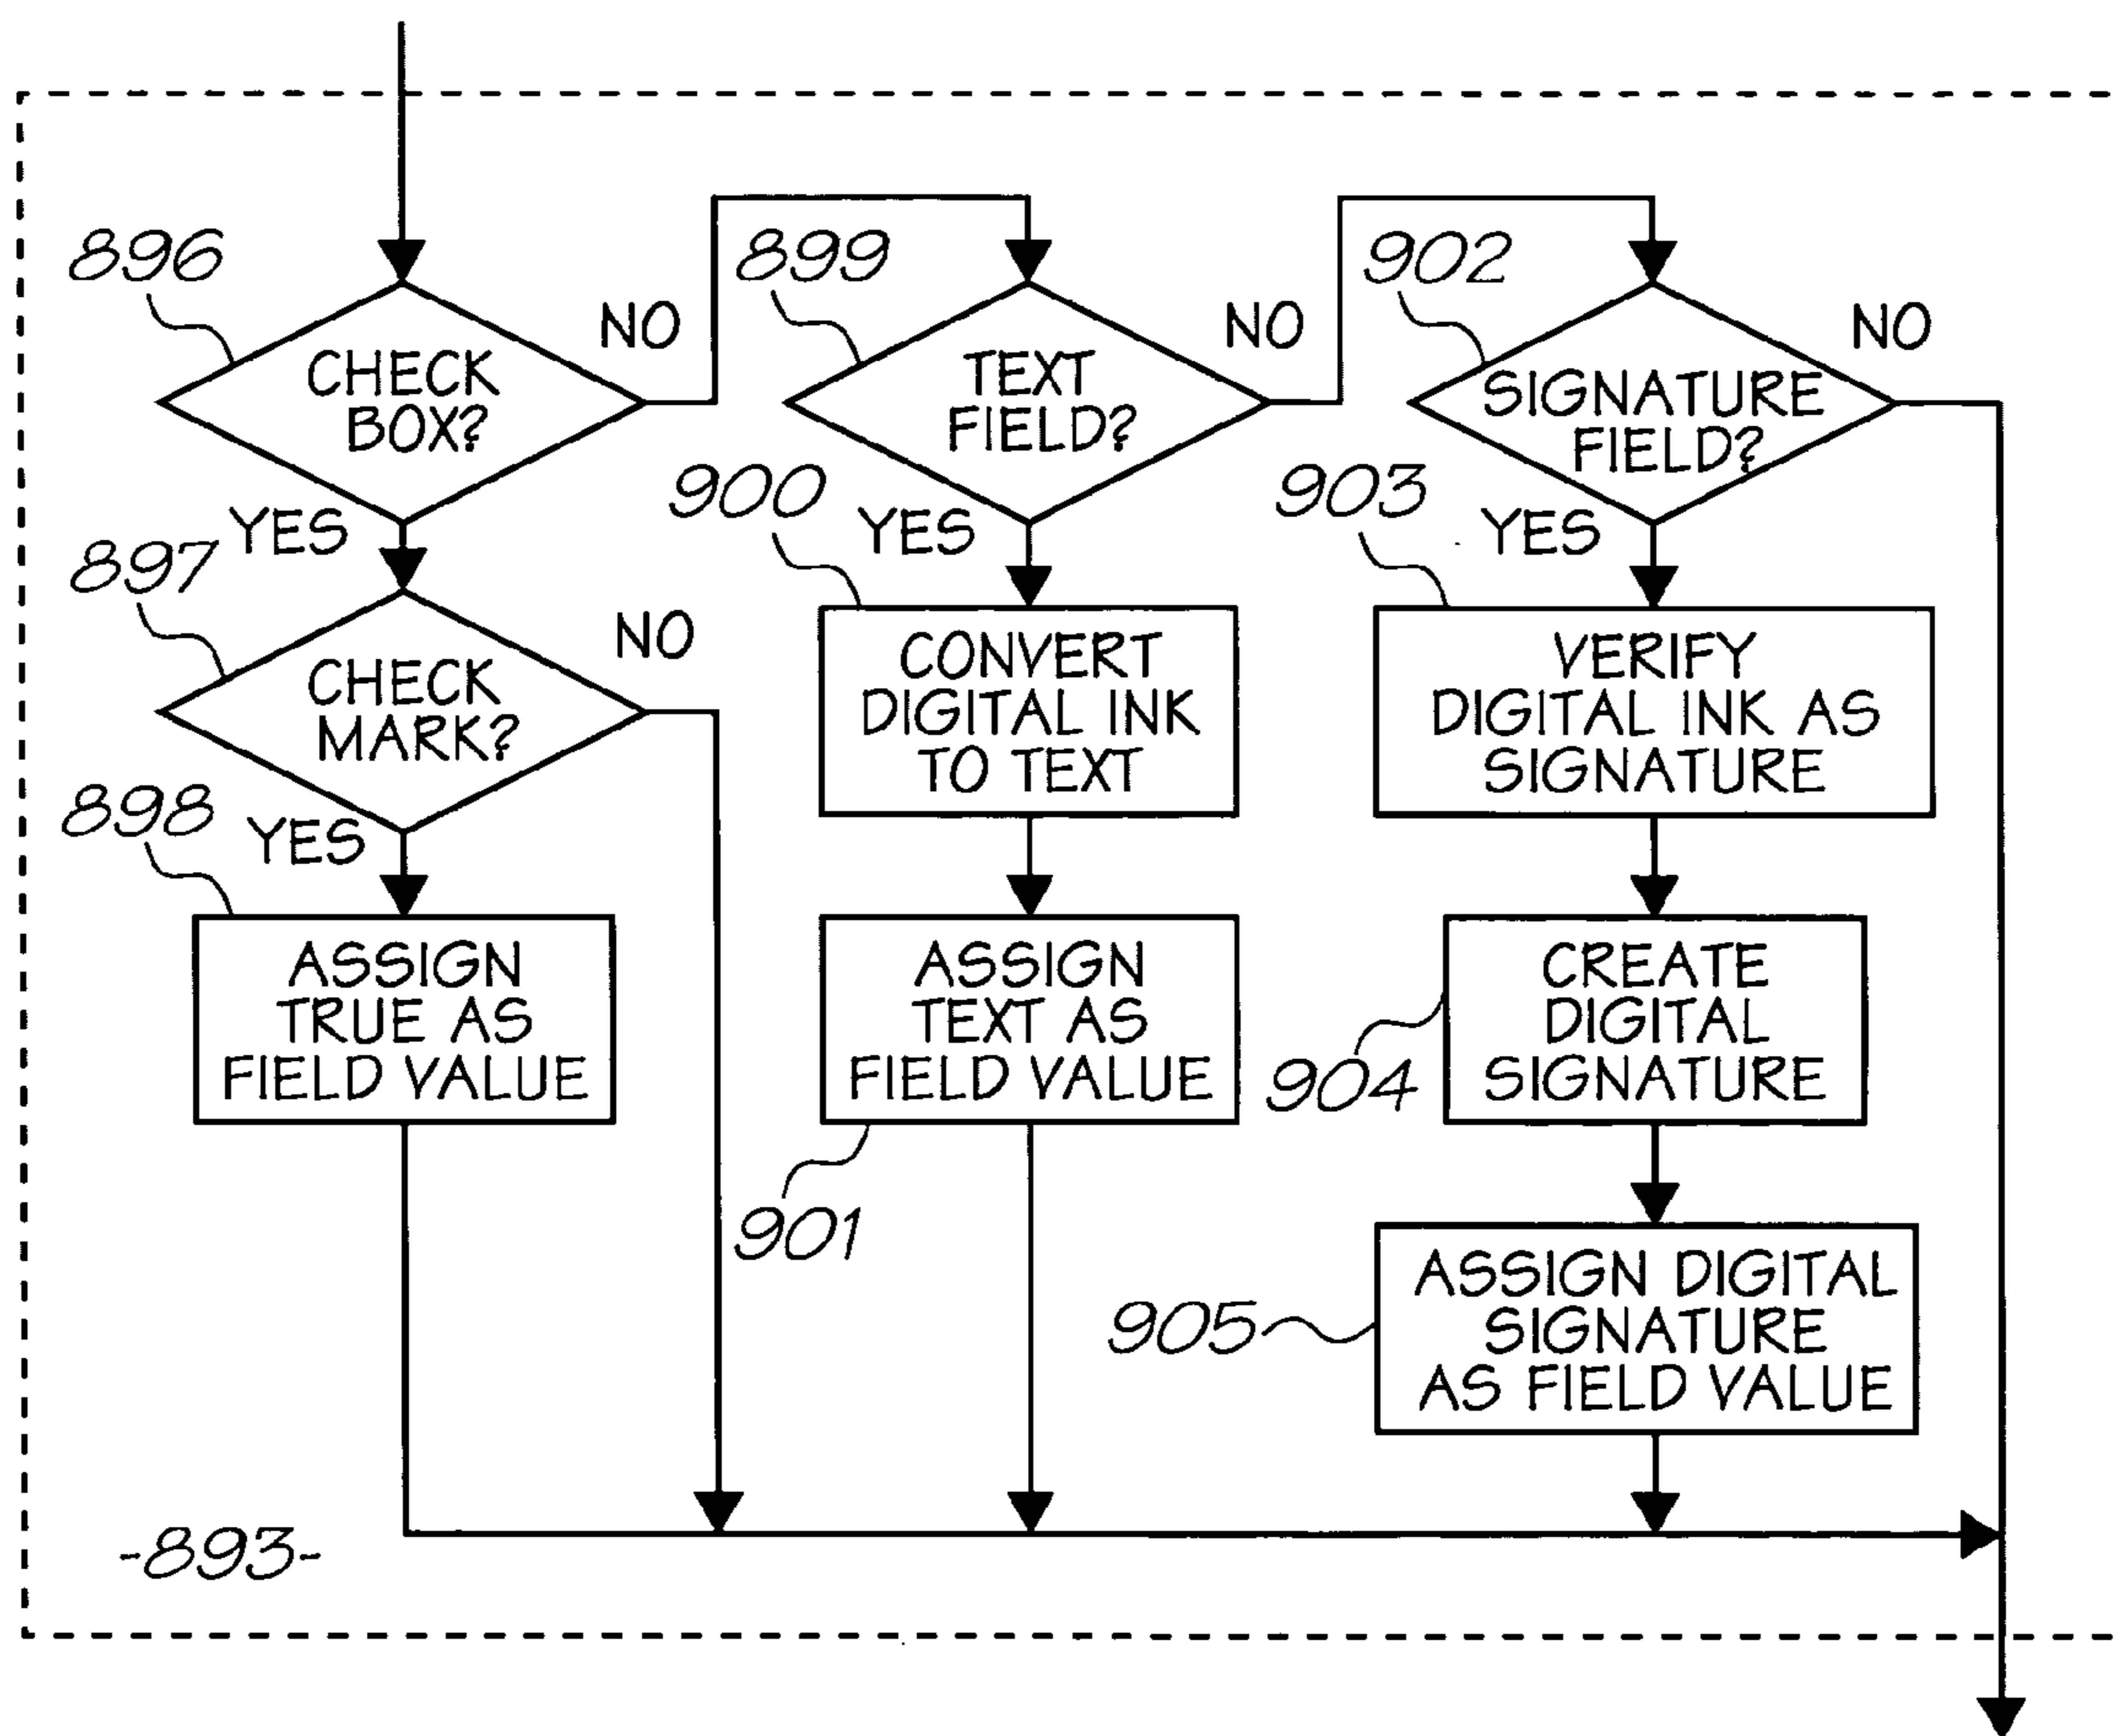 896
CHECK
BOX?
NO
YES
897
CHECK
MARK?
NO
YES
898
ASSIGN
TRUE AS
FIELD VALUE
899
TEXT
FIELD?
NO
YES
900
CONVERT
DIGITAL INK
TO TEXT
ASSIGN
TEXT AS
FIELD VALUE
901
902
SIGNATURE
FIELD?
NO
YES
903
VERIFY
DIGITAL INK AS
SIGNATURE
CREATE
DIGITAL
SIGNATURE
904
ASSIGN DIGITAL
SIGNATURE
AS FIELD VALUE
905
-893-